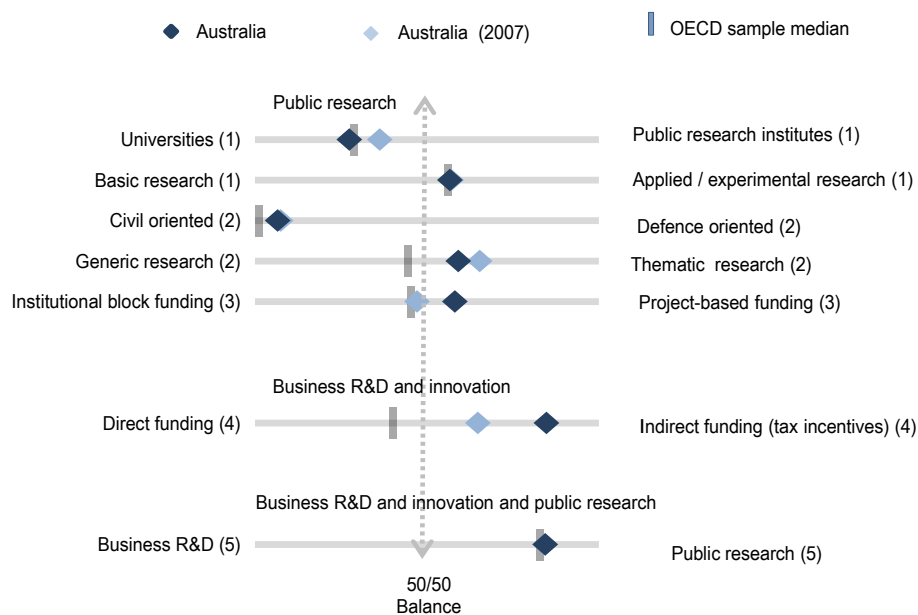 Australia
Australia (2007)
OECD sample median
Public research
Universities (1)
Public research institutes (1)
Basic research (1)
Applied / experimental research (1)
Civil oriented (2)
Defence oriented (2)
Generic research (2)
Thematic research (2)
Institutional block funding (3)
Project-based funding (3)
Business R&D and innovation
Direct funding (4)
Indirect funding (tax incentives) (4)
Business R&D and innovation and public research
Business R&D (5)
Public research (5)
50/50
Balance